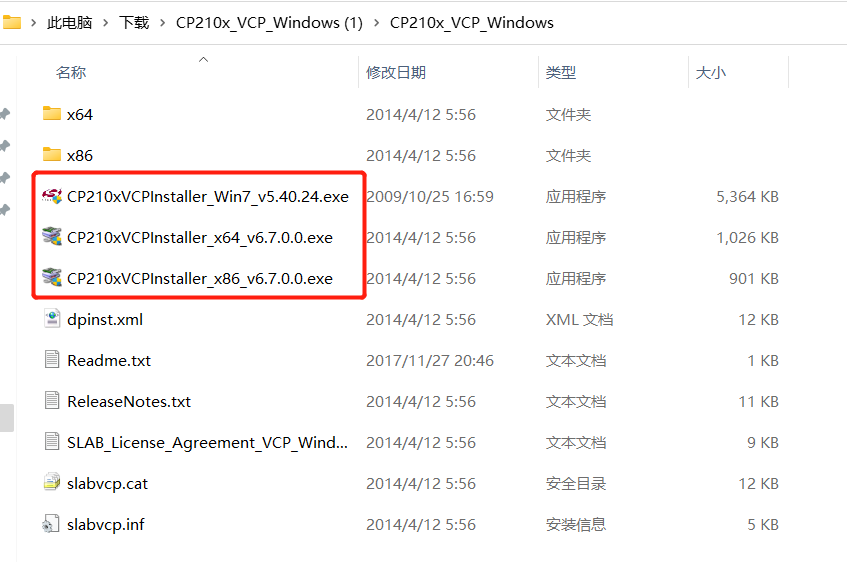 此电脑 > 下载 > CP210x_VCP_Windows (1) > CP210x_VCP_Windows
名称 修改日期 类型 大小
x64 2014/4/12 5:56 文件夹
x86 2014/4/12 5:56 文件夹
CP210xVCPInstaller_Win7_v5.40.24.exe 2009/10/25 16:59 应用程序 5,364 KB
CP210xVCPInstaller_x64_v6.7.0.0.exe 2014/4/12 5:56 应用程序 1,026 KB
CP210xVCPInstaller_x86_v6.7.0.0.exe 2014/4/12 5:56 应用程序 901 KB
dpinst.xml 2014/4/12 5:56 XML 文档 12 KB
Readme.txt 2017/11/27 20:46 文本文档 1 KB
ReleaseNotes.txt 2014/4/12 5:56 文本文档 11 KB
SLAB_License_Agreement_VCP_Wind... 2014/4/12 5:56 文本文档 9 KB
slabvcp.cat 2014/4/12 5:56 安全目录 12 KB
slabvcp.inf 2014/4/12 5:56 安装信息 5 KB